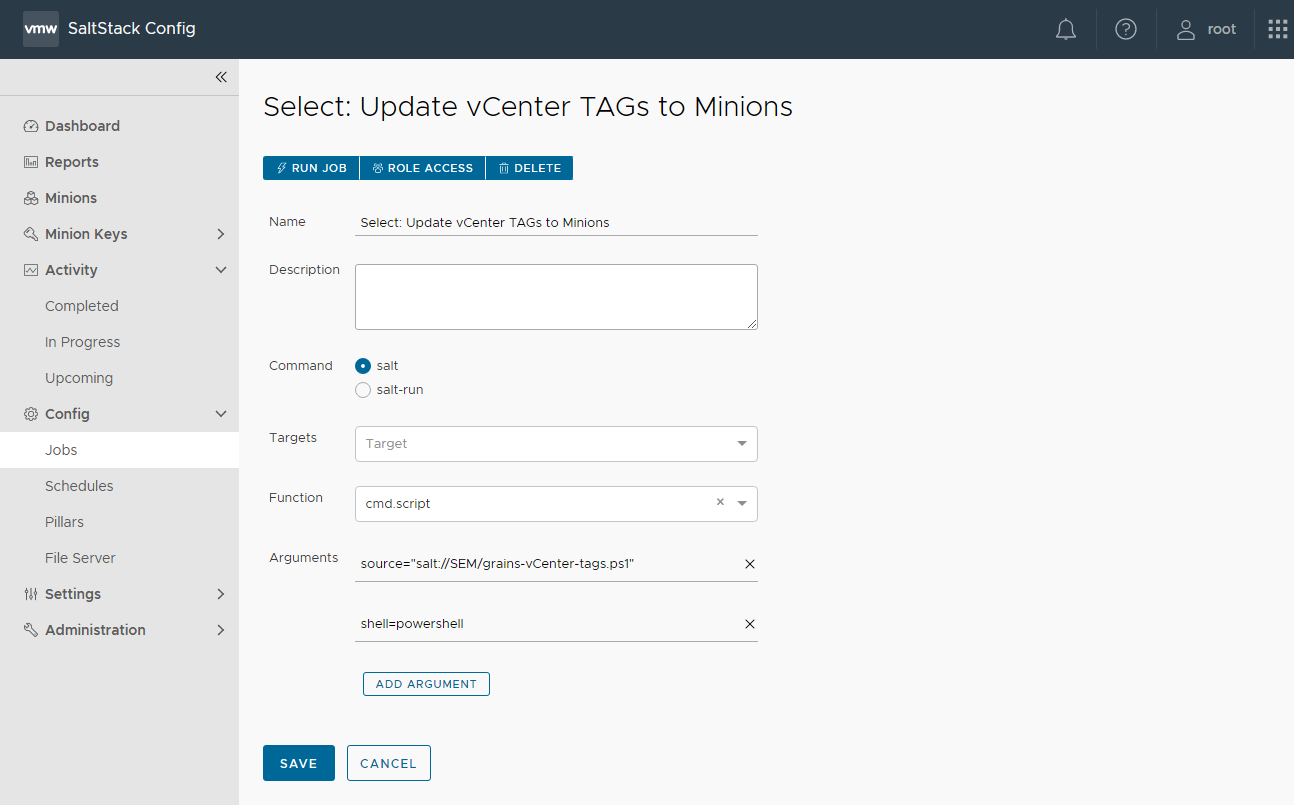 vmw SaltStack Config
root
Dashboard
Reports
Minions
Minion Keys
Activity
Completed
In Progress
Upcoming
Config
Jobs
Schedules
Pillars
File Server
Settings
Administration
Select: Update vCenter TAGs to Minions
RUN JOB ROLE ACCESS DELETE
Name Select: Update vCenter TAGs to Minions
Description
Command salt
salt-run
Targets Target
Function cmd.script
Arguments source="salt://SEM/grains-vCenter-tags.ps1"
shell=powershell
ADD ARGUMENT
SAVE CANCEL